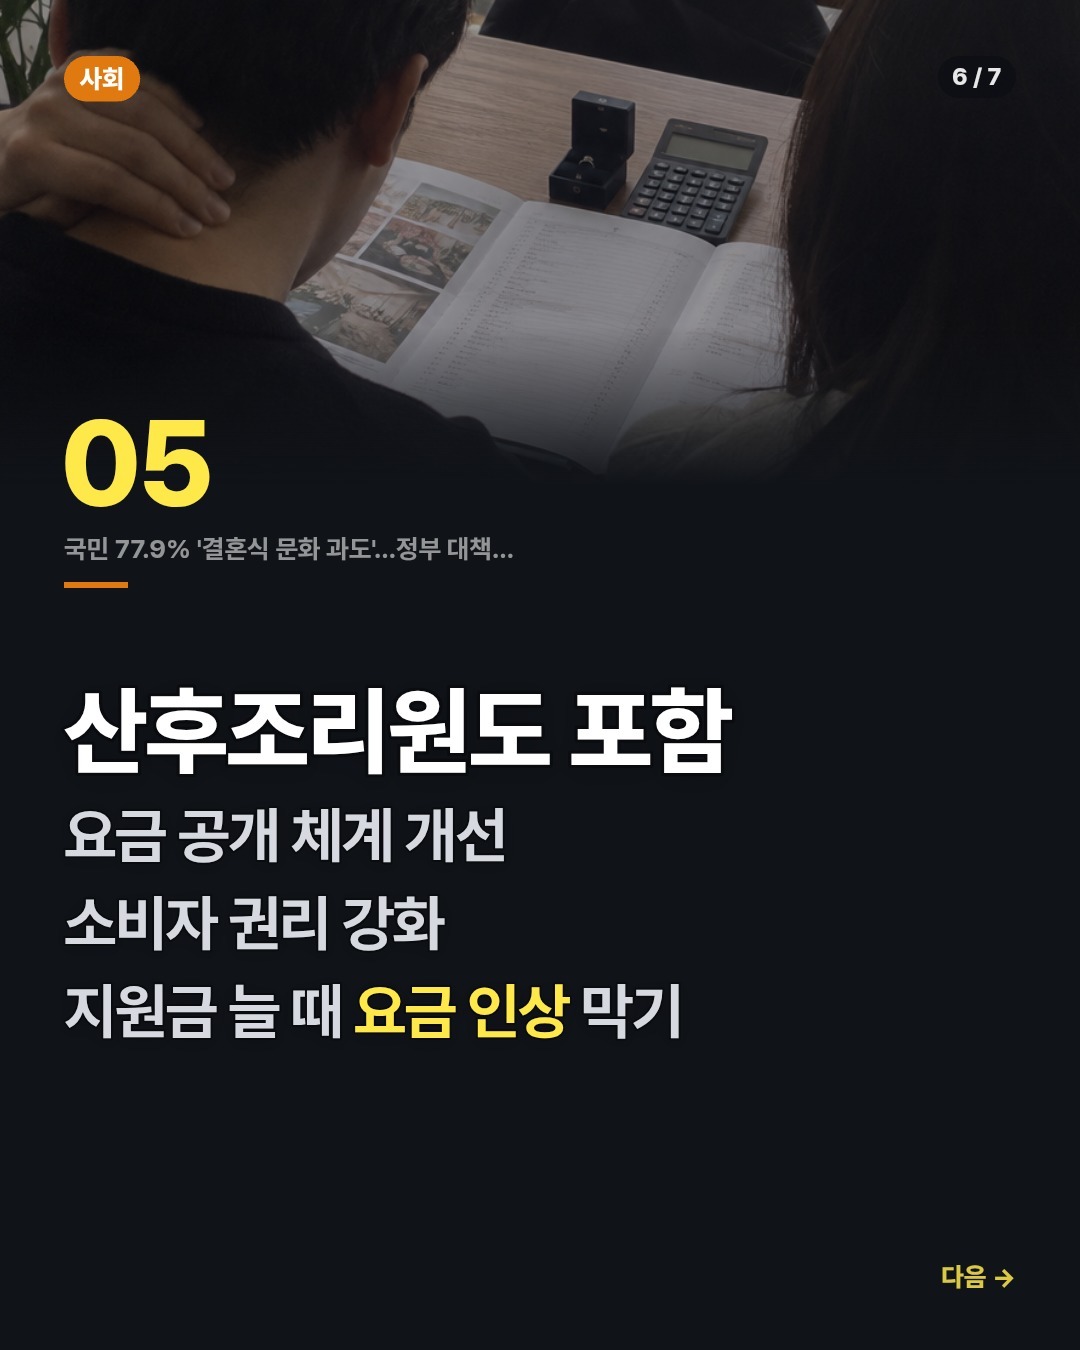 사회
6 / 7
05
국민 77.9% '결혼식 문화 과도'...정부 대책...
산후조리원도 포함
요금 공개 체계 개선
소비자 권리 강화
지원금 늘 때 요금 인상 막기
다음 →